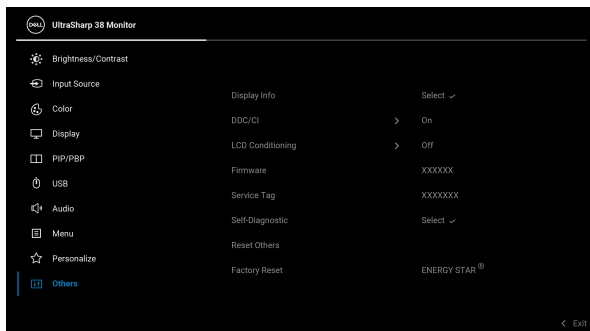 DELL UltraSharp 38 Monitor
Brightness/Contrast
Input Source
Color
Display
PIP/PBP
USB
Audio
Menu
Personalize
Others
Display Info Select ✓
DDC/CI > On
LCD Conditioning > Off
Firmware XXXXXX
Service Tag XXXXXXX
Self-Diagnostic Select ✓
Reset Others
Factory Reset ENERGY STAR®
< Exit